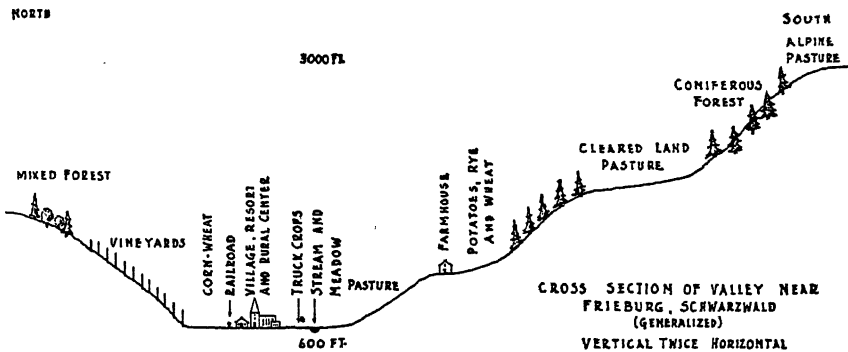 NORTH
SOUTH
ALPINE
PASTURE
3000 FT.
CONIFEROUS
FOREST
CLEARED LAND
PASTURE
MIXED FOREST
VINEYARDS
CORN-WHEAT
RAILROAD
VILLAGE, RESORT
AND RURAL CENTER
TRUCK CROPS
STREAM AND
MEADOW
PASTURE
FARMHOUSE
POTATOES, RYE
AND WHEAT
600 FT.
CROSS SECTION OF VALLEY NEAR
FRIEBURG, SCHWARZWALD
(GENERALIZED)
VERTICAL TWICE HORIZONTAL